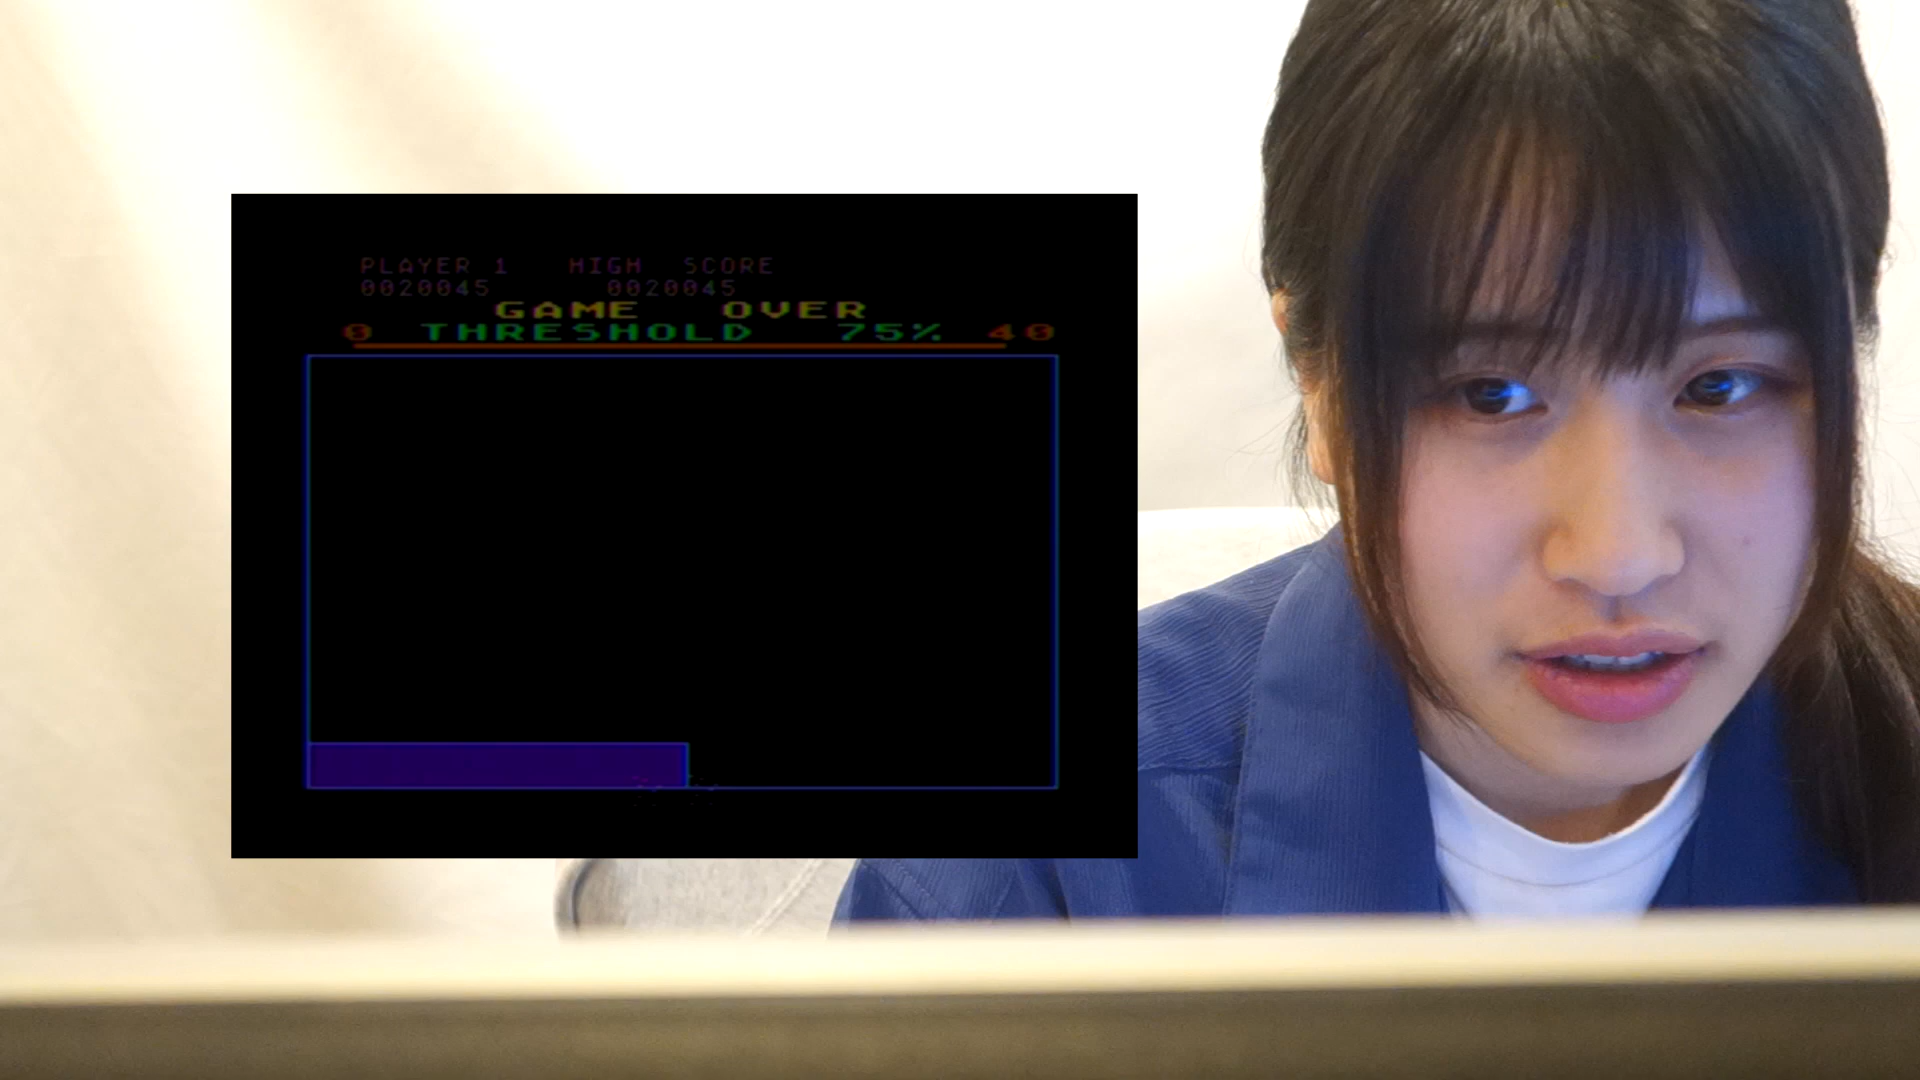 PLAYER 1 HIGH SCORE
0020045 0020045
GAME OVER
0 THRESHOLD 75% 40